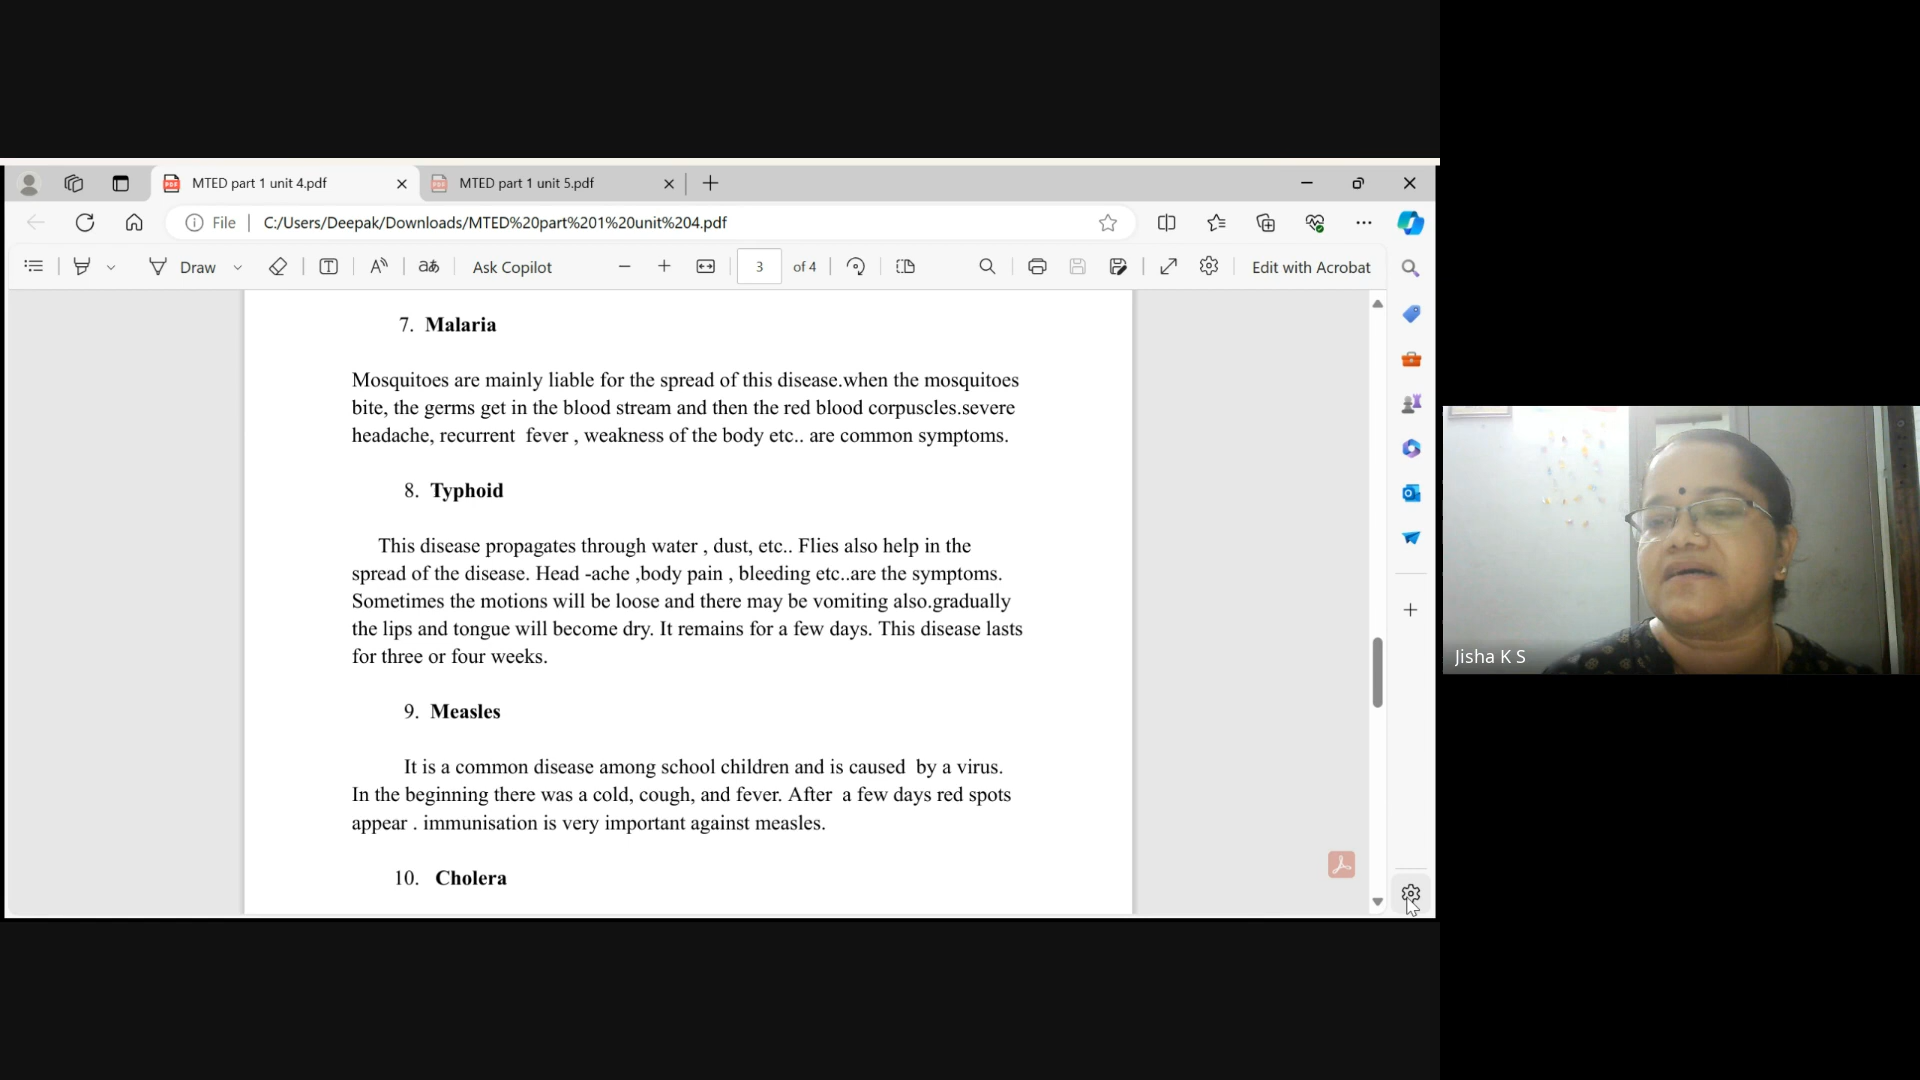 MTED part 1 unit 4.pdf
MTED part 1 unit 5.pdf
File
C:/Users/Deepak/Downloads/MTED%20part%201%20unit%204.pdf
Draw
Ask Copilot
3 of 4
Edit with Acrobat
7. Malaria
Mosquitoes are mainly liable for the spread of this disease.when the mosquitoes
bite, the germs get in the blood stream and then the red blood corpuscles.severe
headache, recurrent  fever , weakness of the body etc.. are common symptoms.
8. Typhoid
This disease propagates through water , dust, etc.. Flies also help in the
spread of the disease. Head -ache ,body pain , bleeding etc..are the symptoms.
Sometimes the motions will be loose and there may be vomiting also.gradually
the lips and tongue will become dry. It remains for a few days. This disease lasts
for three or four weeks.
9. Measles
It is a common disease among school children and is caused  by a virus.
In the beginning there was a cold, cough, and fever. After  a few days red spots
appear . immunisation is very important against measles.
10. Cholera
Jisha K S